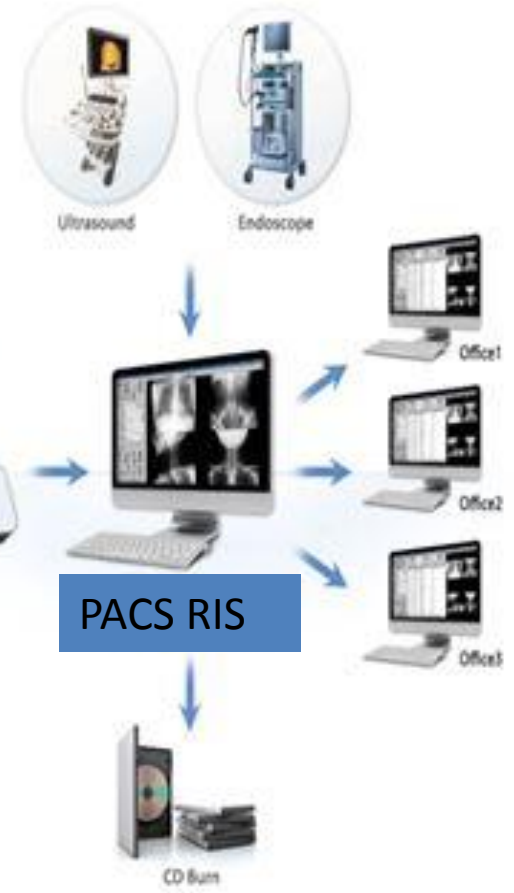 Ultrasound
Endoscope
Office1
Office2
PACS RIS
Office3
CD Burn